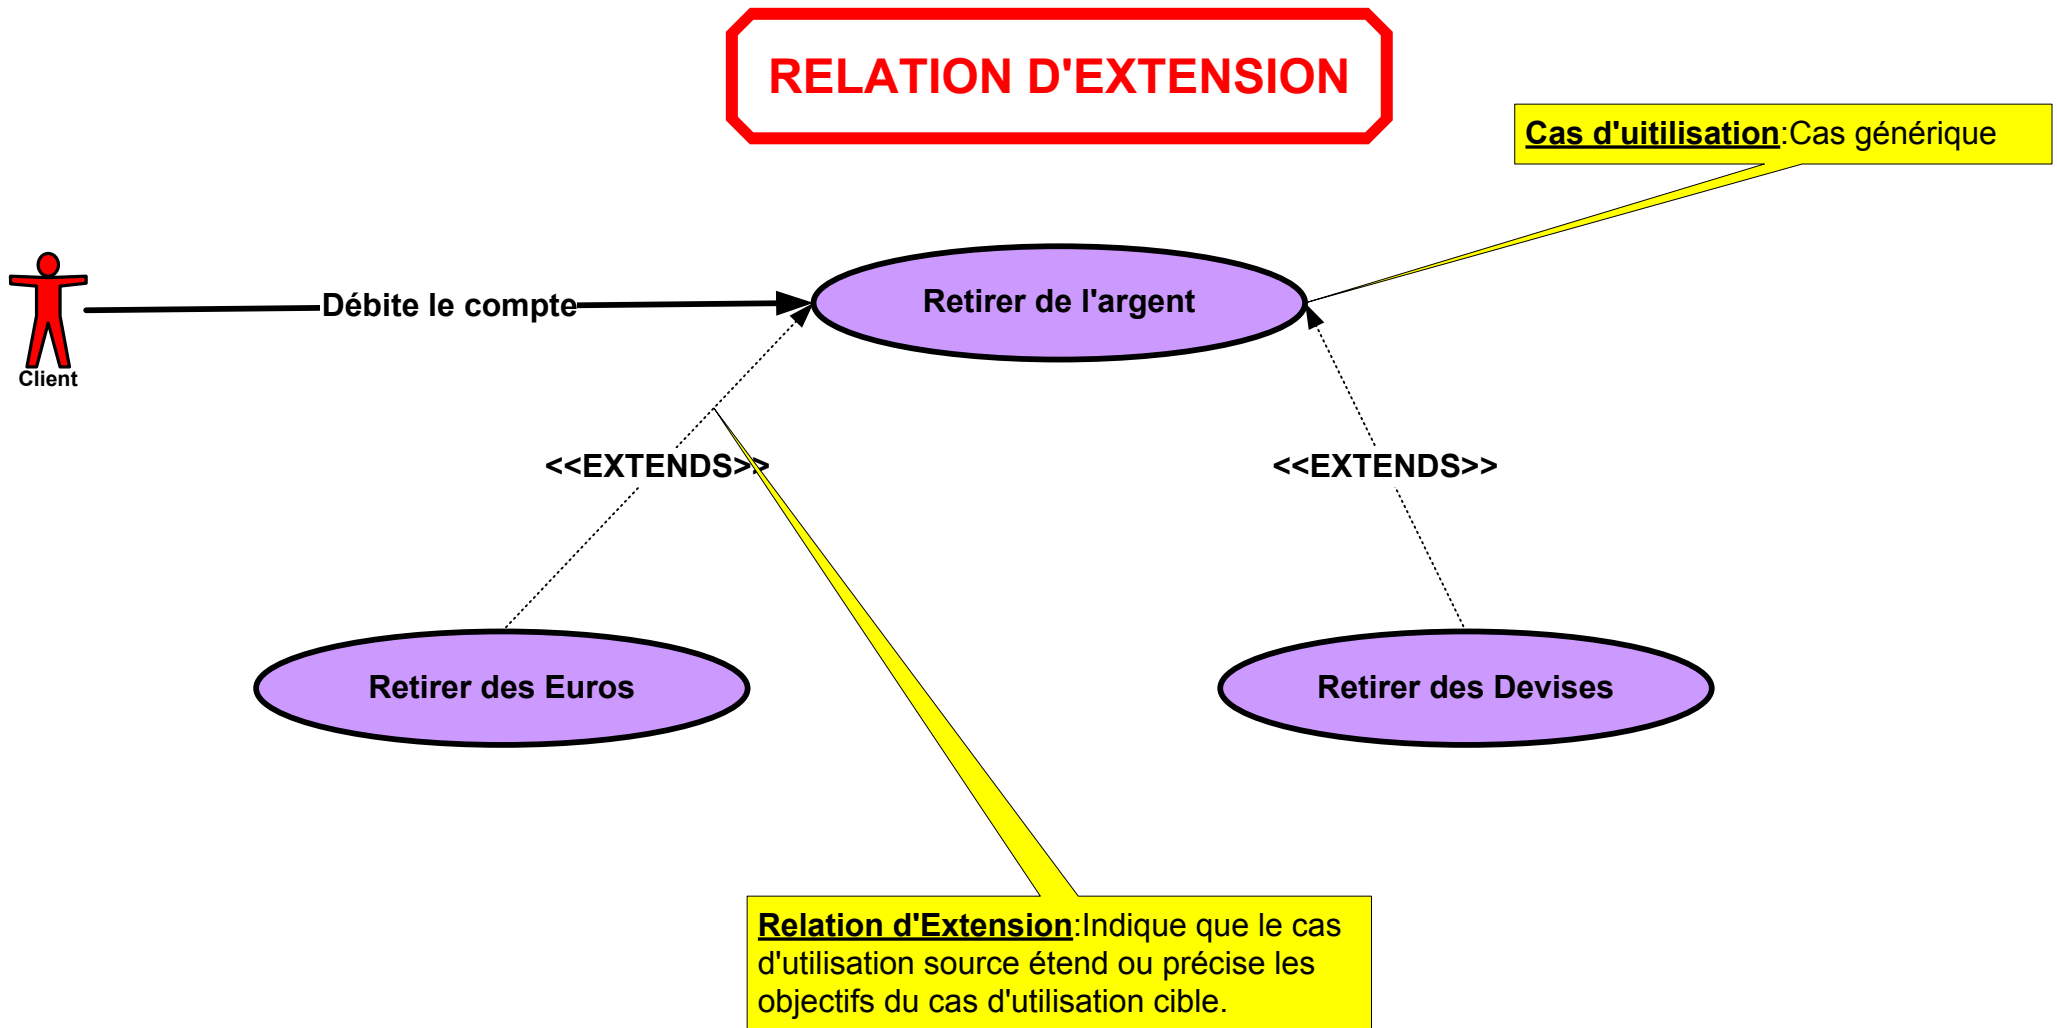 RELATION D'EXTENSION
Cas d'uitilisation:Cas générique
Débite le compte
Retirer de l'argent
Client
<<EXTENDS>>
<<EXTENDS>>
Retirer des Euros
Retirer des Devises
Relation d'Extension:Indique que le cas
d'utilisation source étend ou précise les
objectifs du cas d'utilisation cible.